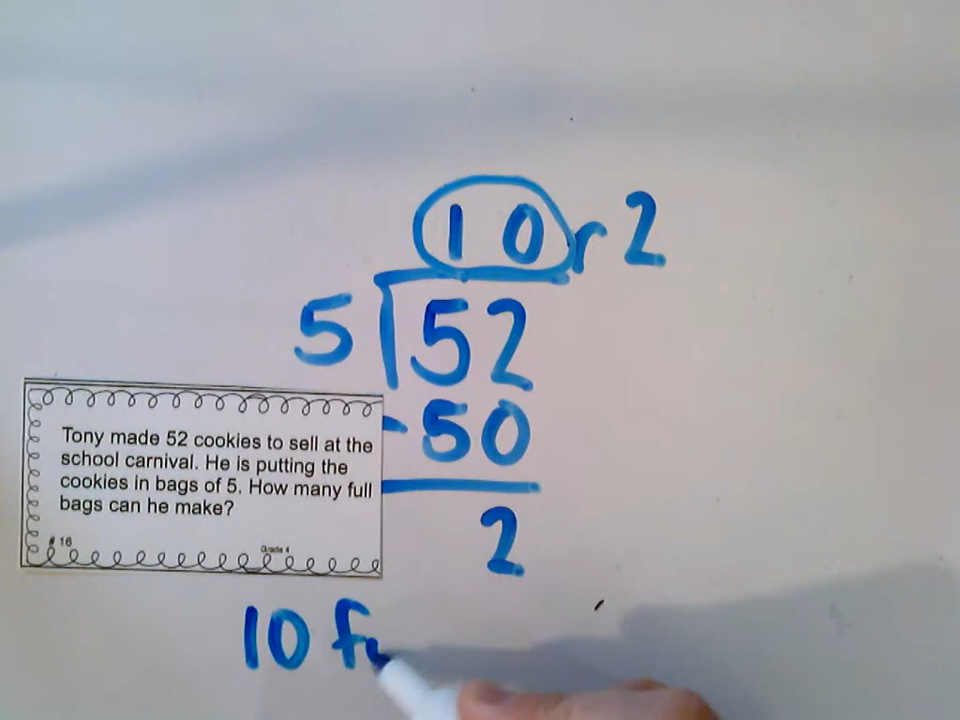 10 r 2
5 52
- 50
2
Tony made 52 cookies to sell at the
school carnival. He is putting the
cookies in bags of 5. How many full
bags can he make?
# 16 Grade 4
10 fu